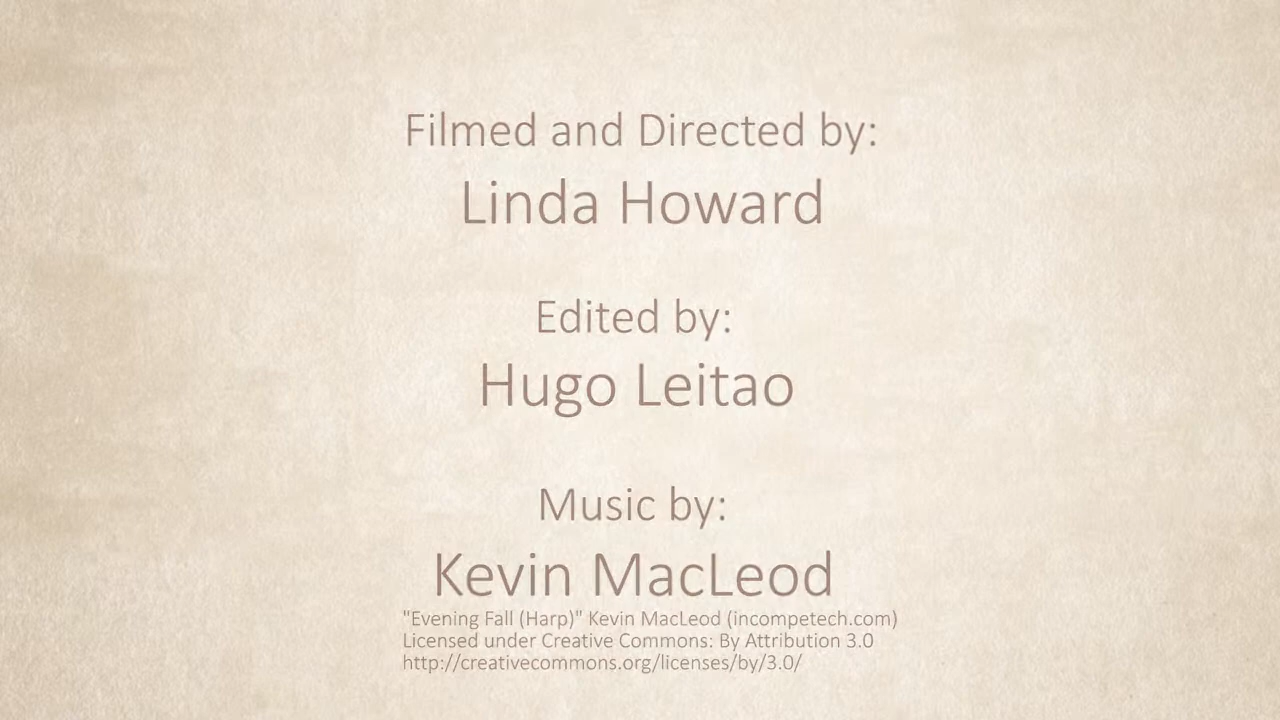 Filmed and Directed by:
Linda Howard
Edited by:
Hugo Leitao
Music by:
Kevin MacLeod
"Evening Fall (Harp)" Kevin MacLeod (incompetech.com)
Licensed under Creative Commons: By Attribution 3.0
http://creativecommons.org/licenses/by/3.0/